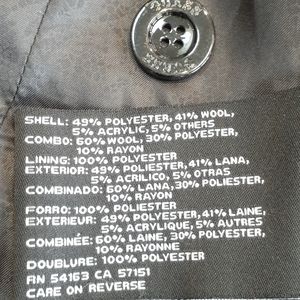 SHELL: 49% POLYESTER, 41% WOOL,
5% ACRYLIC, 5% OTHERS
COMBO: 60% WOOL, 30% POLYESTER,
10% RAYON
LINING: 100% POLYESTER
EXTERIOR: 49% POLIESTER, 41% LANA,
5% ACRILICO, 5% OTRAS
COMBINADO: 60% LANA, 30% POLIESTER,
10% RAYON
FORRO: 100% POLIESTER
EXTERIEUR: 49% POLYESTER, 41% LAINE,
5% ACRYLIQUE, 5% AUTRES
COMBINÉE: 60% LAINE, 30% POLYESTER,
10% RAYONNE
DOUBLURE: 100% POLYESTER
RN 54163 CA 57151
CARE ON REVERSE